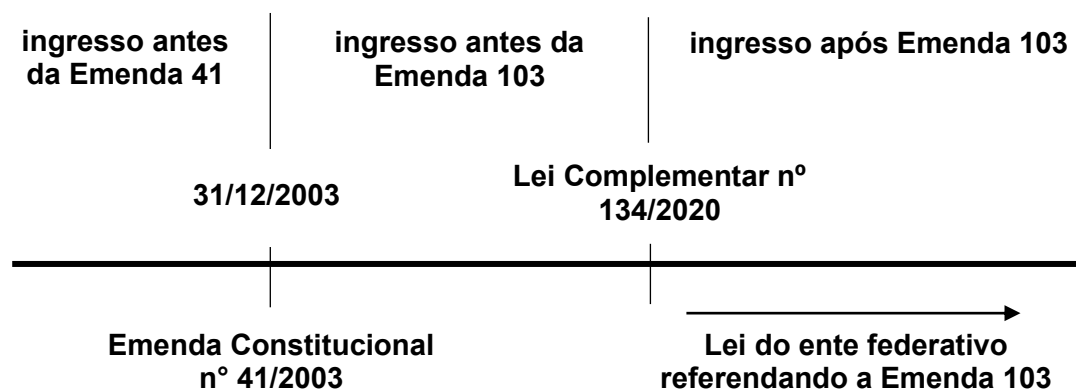 ingresso antes
da Emenda 41
ingresso antes da
Emenda 103
ingresso após Emenda 103
31/12/2003
Lei Complementar nº
134/2020
Emenda Constitucional
n° 41/2003
Lei do ente federativo
referendando a Emenda 103